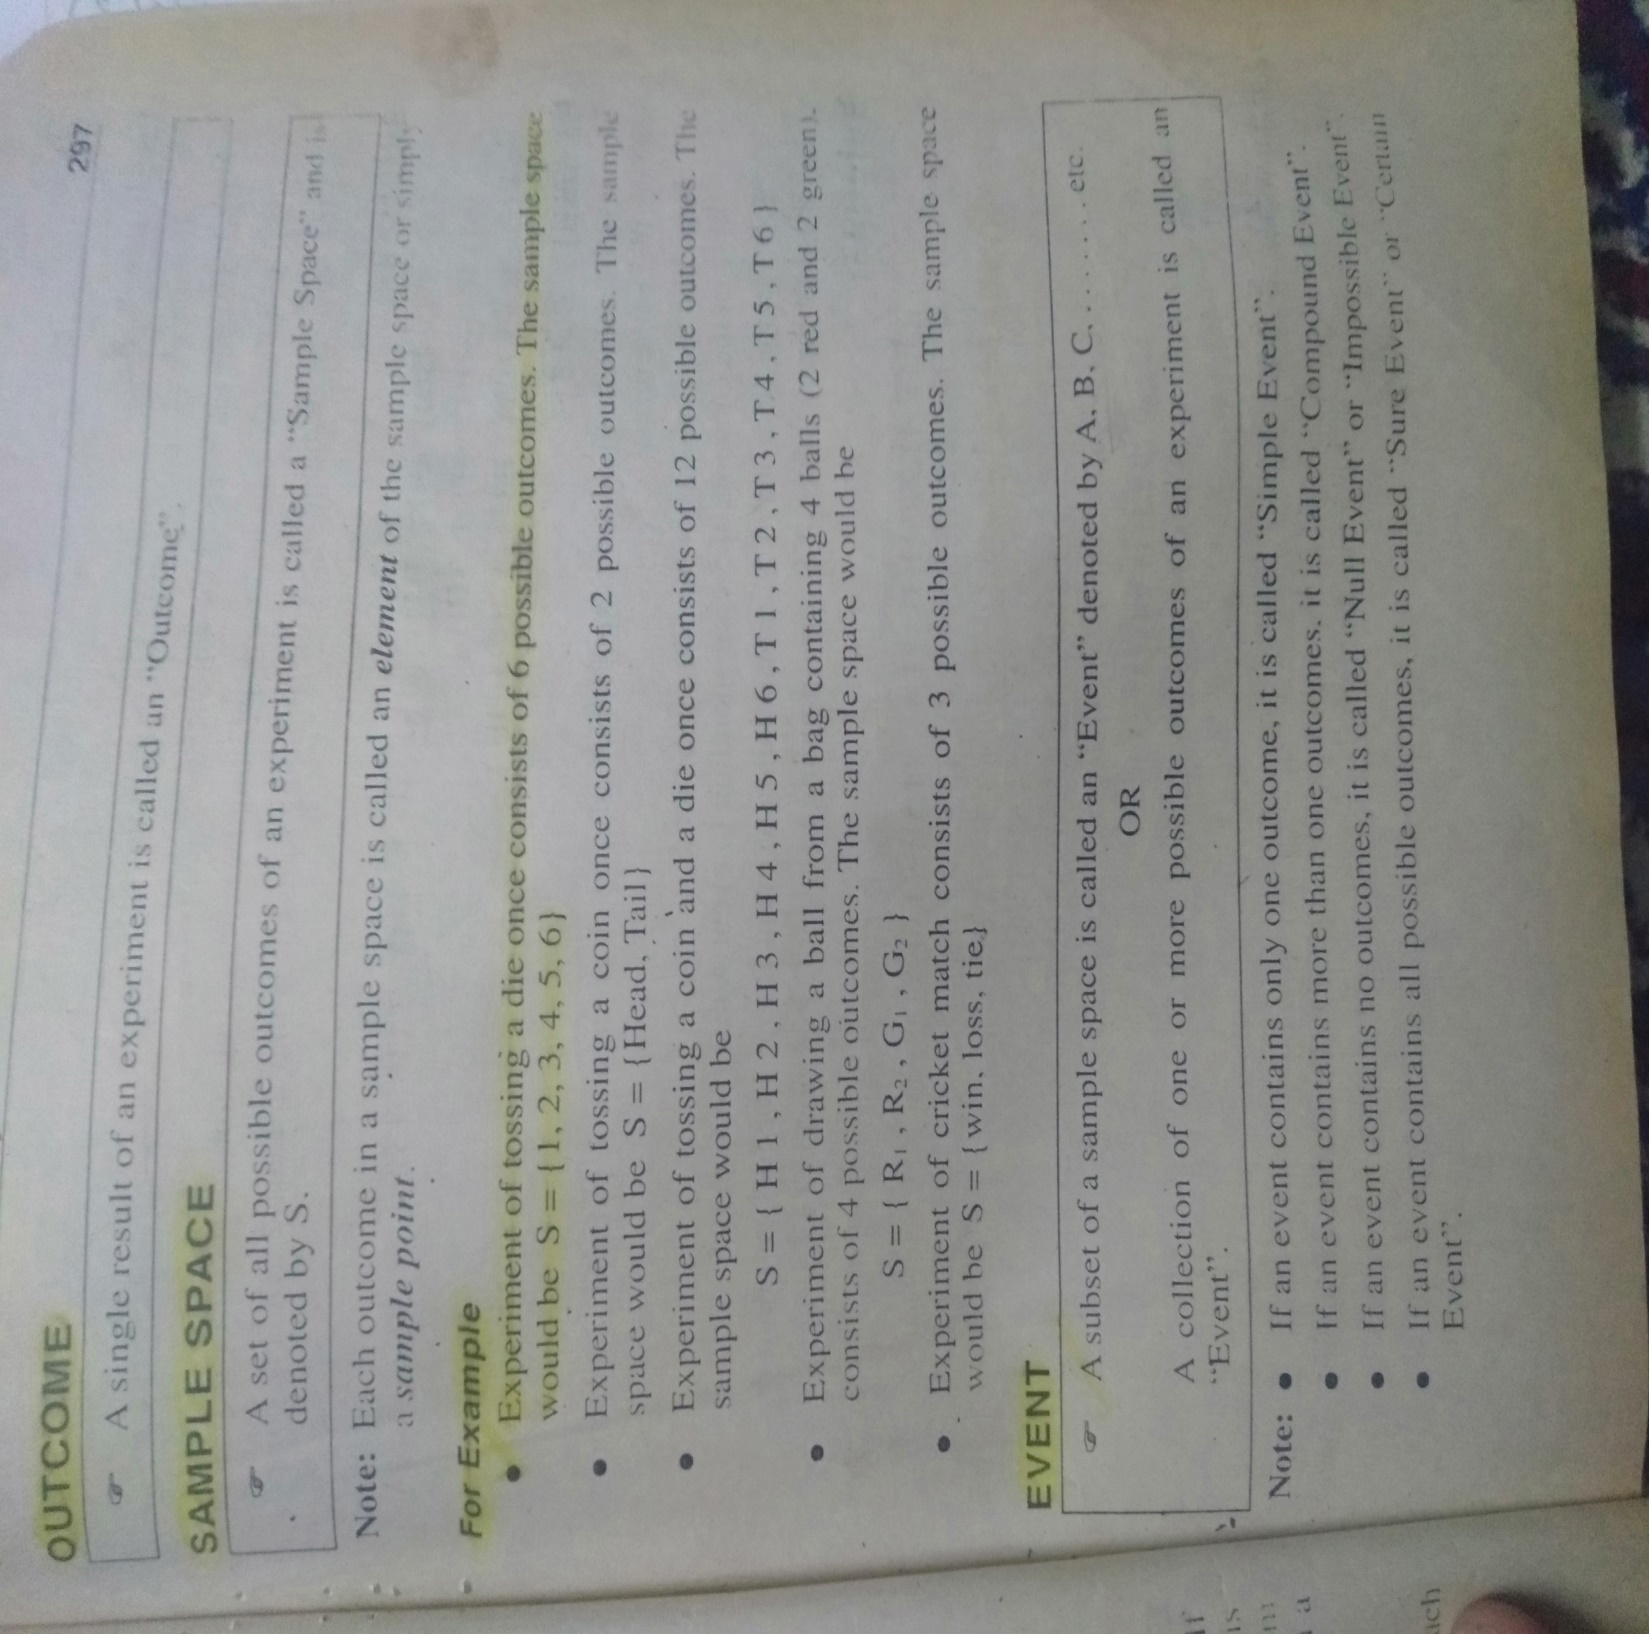 297
OUTCOME
☞ A single result of an experiment is called an "Outcome".
SAMPLE SPACE
☞ A set of all possible outcomes of an experiment is called a "Sample Space" and is
denoted by S.
Note: Each outcome in a sample space is called an element of the sample space or simply
a sample point.
For Example
• Experiment of tossing a die once consists of 6 possible outcomes. The sample space
would be S = {1, 2, 3, 4, 5, 6}
• Experiment of tossing a coin once consists of 2 possible outcomes. The sample
space would be S = {Head, Tail}
• Experiment of tossing a coin and a die once consists of 12 possible outcomes. The
sample space would be
S = { H 1 , H 2 , H 3 , H 4 , H 5 , H 6 , T 1 , T 2 , T 3 , T 4 , T 5 , T 6 }
• Experiment of drawing a ball from a bag containing 4 balls (2 red and 2 green).
consists of 4 possible outcomes. The sample space would be
S = { R₁ , R₂ , G₁ , G₂ }
• Experiment of cricket match consists of 3 possible outcomes. The sample space
would be S = {win, loss, tie}
EVENT
☞ A subset of a sample space is called an "Event" denoted by A, B, C, . . . . . . . etc.
OR
A collection of one or more possible outcomes of an experiment is called an
"Event".
Note: • If an event contains only one outcome, it is called "Simple Event".
• If an event contains more than one outcomes, it is called "Compound Event".
• If an event contains no outcomes, it is called "Null Event" or "Impossible Event".
• If an event contains all possible outcomes, it is called "Sure Event" or "Certain
Event".
is
a
ach